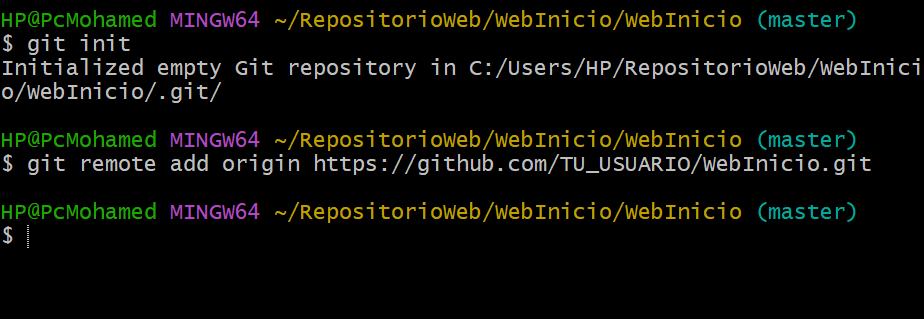 HP@PcMohamed MINGW64 ~/RepositorioWeb/WebInicio/WebInicio (master)
$ git init
Initialized empty Git repository in C:/Users/HP/RepositorioWeb/WebInici
o/WebInicio/.git/
HP@PcMohamed MINGW64 ~/RepositorioWeb/WebInicio/WebInicio (master)
$ git remote add origin https://github.com/TU_USUARIO/WebInicio.git
HP@PcMohamed MINGW64 ~/RepositorioWeb/WebInicio/WebInicio (master)
$